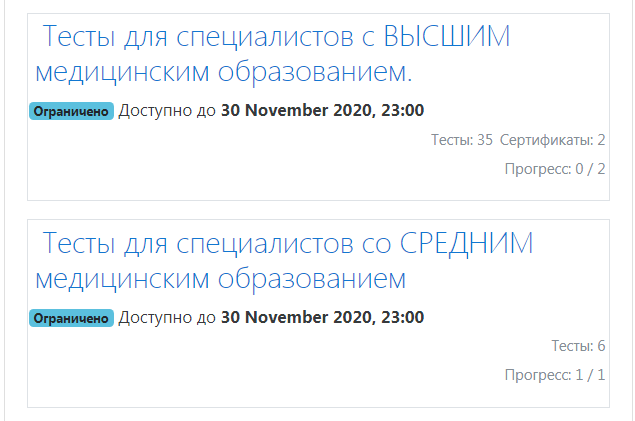 Тесты для специалистов с ВЫСШИМ
медицинским образованием.
Ограничено Доступно до 30 November 2020, 23:00
Тесты: 35 Сертификаты: 2
Прогресс: 0 / 2
Тесты для специалистов со СРЕДНИМ
медицинским образованием
Ограничено Доступно до 30 November 2020, 23:00
Тесты: 6
Прогресс: 1 / 1